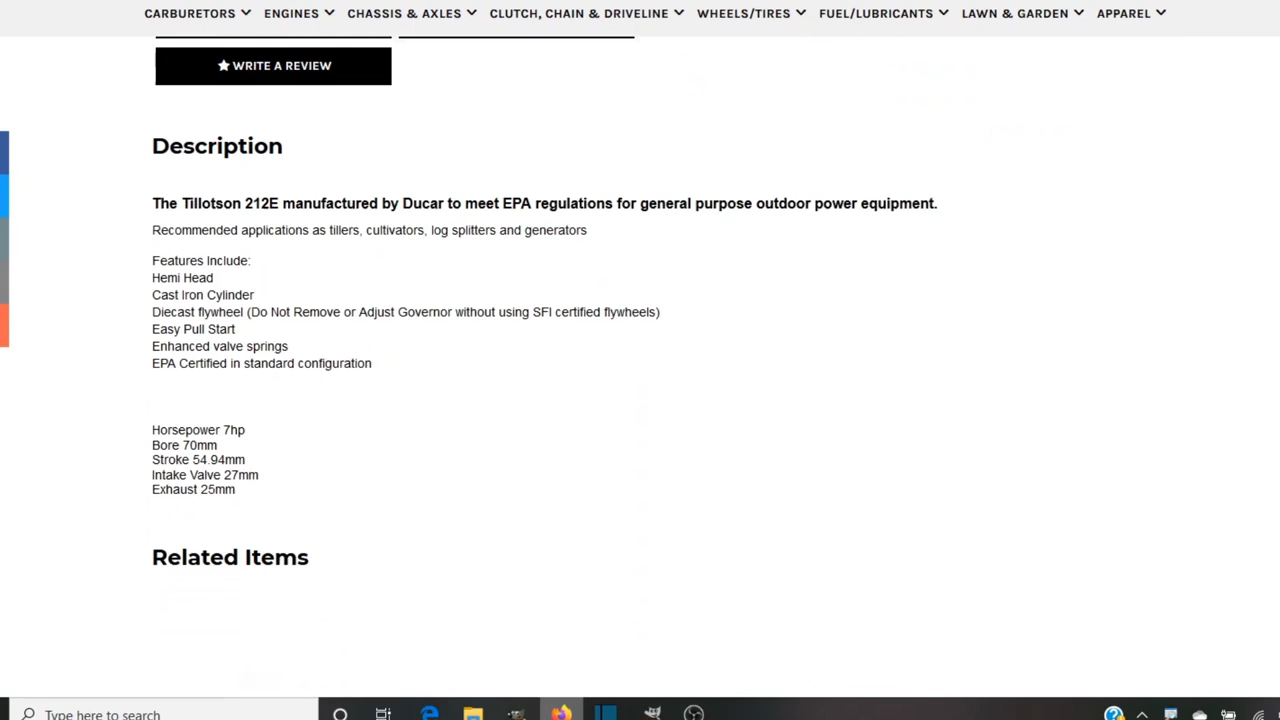 CARBURETORS ENGINES CHASSIS & AXLES CLUTCH, CHAIN & DRIVELINE WHEELS/TIRES FUEL/LUBRICANTS LAWN & GARDEN APPAREL
WRITE A REVIEW
Description
The Tillotson 212E manufactured by Ducar to meet EPA regulations for general purpose outdoor power equipment.
Recommended applications as tillers, cultivators, log splitters and generators
Features Include:
Hemi Head
Cast Iron Cylinder
Diecast flywheel (Do Not Remove or Adjust Governor without using SFI certified flywheels)
Easy Pull Start
Enhanced valve springs
EPA Certified in standard configuration
Horsepower 7hp
Bore 70mm
Stroke 54.94mm
Intake Valve 27mm
Exhaust 25mm
Related Items
Type here to search